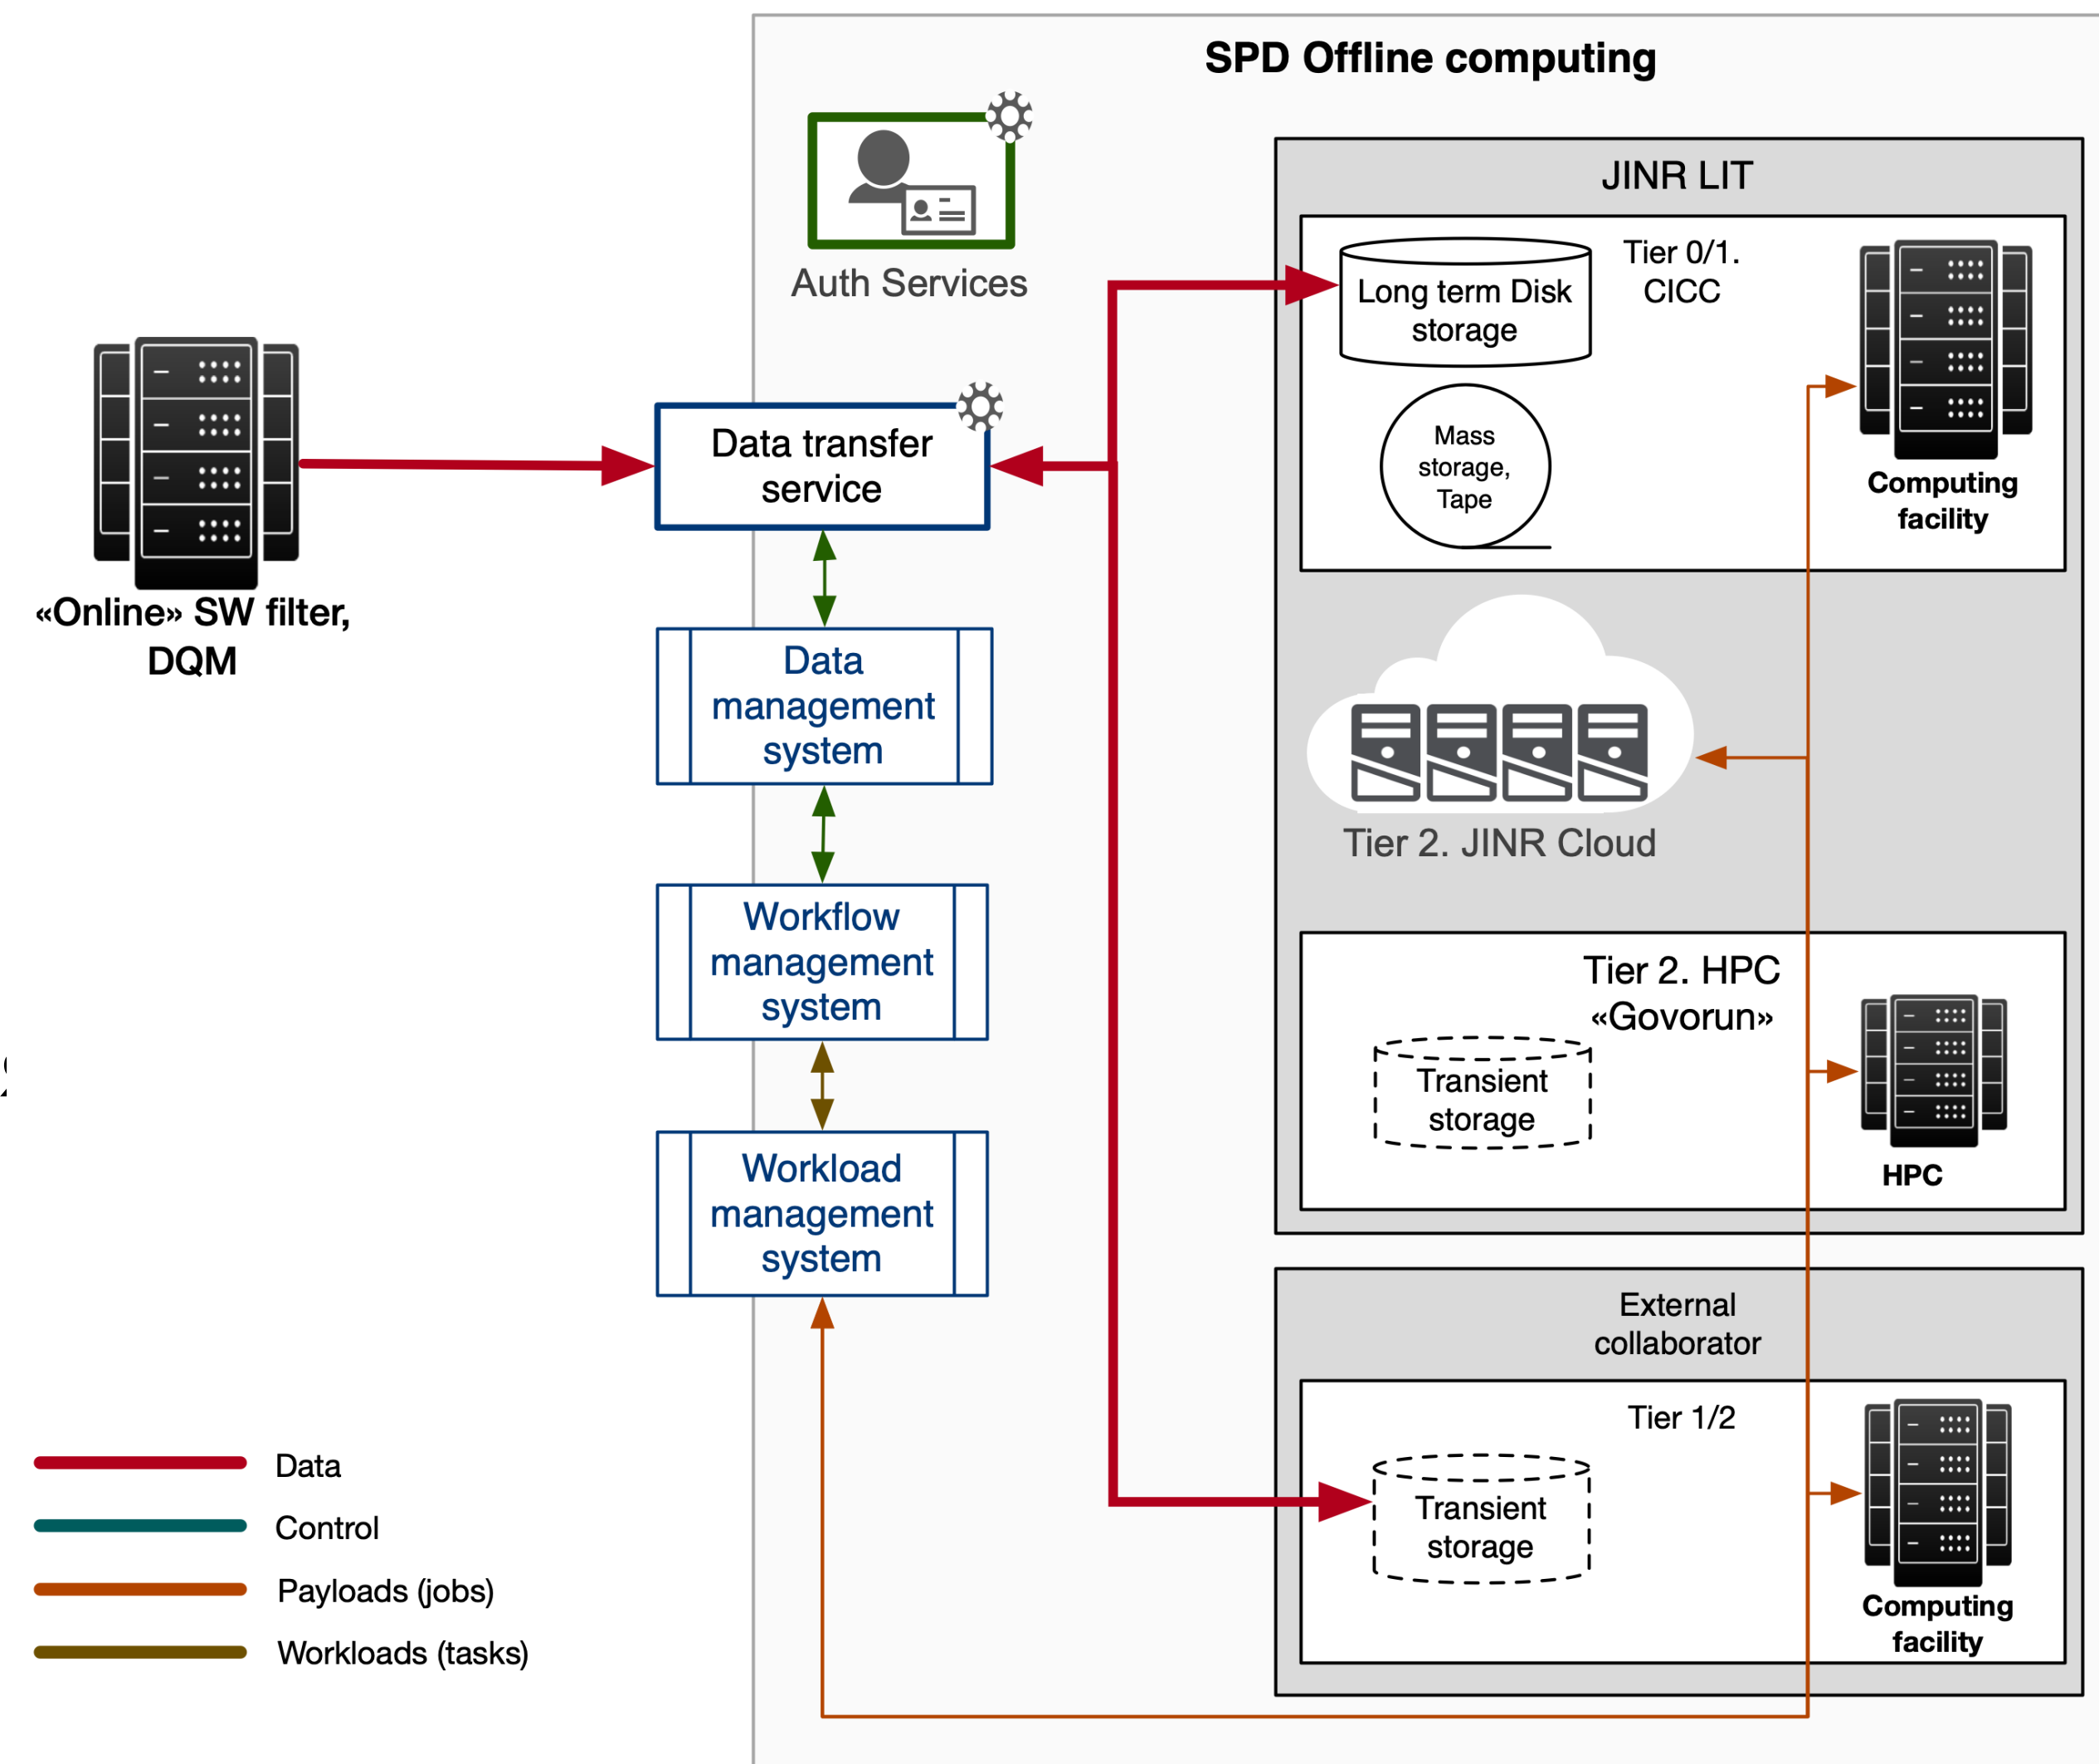 SPD Offline computing
Auth Services
JINR LIT
Long term Disk
storage
Tier 0/1.
CICC
Mass
storage,
Tape
Computing
facility
«Online» SW filter,
DQM
Data transfer
service
Data
management
system
Tier 2. JINR Cloud
Workflow
management
system
Tier 2. HPC
«Govorun»
Transient
storage
HPC
Workload
management
system
External
collaborator
Tier 1/2
Transient
storage
Computing
facility
Data
Control
Payloads (jobs)
Workloads (tasks)